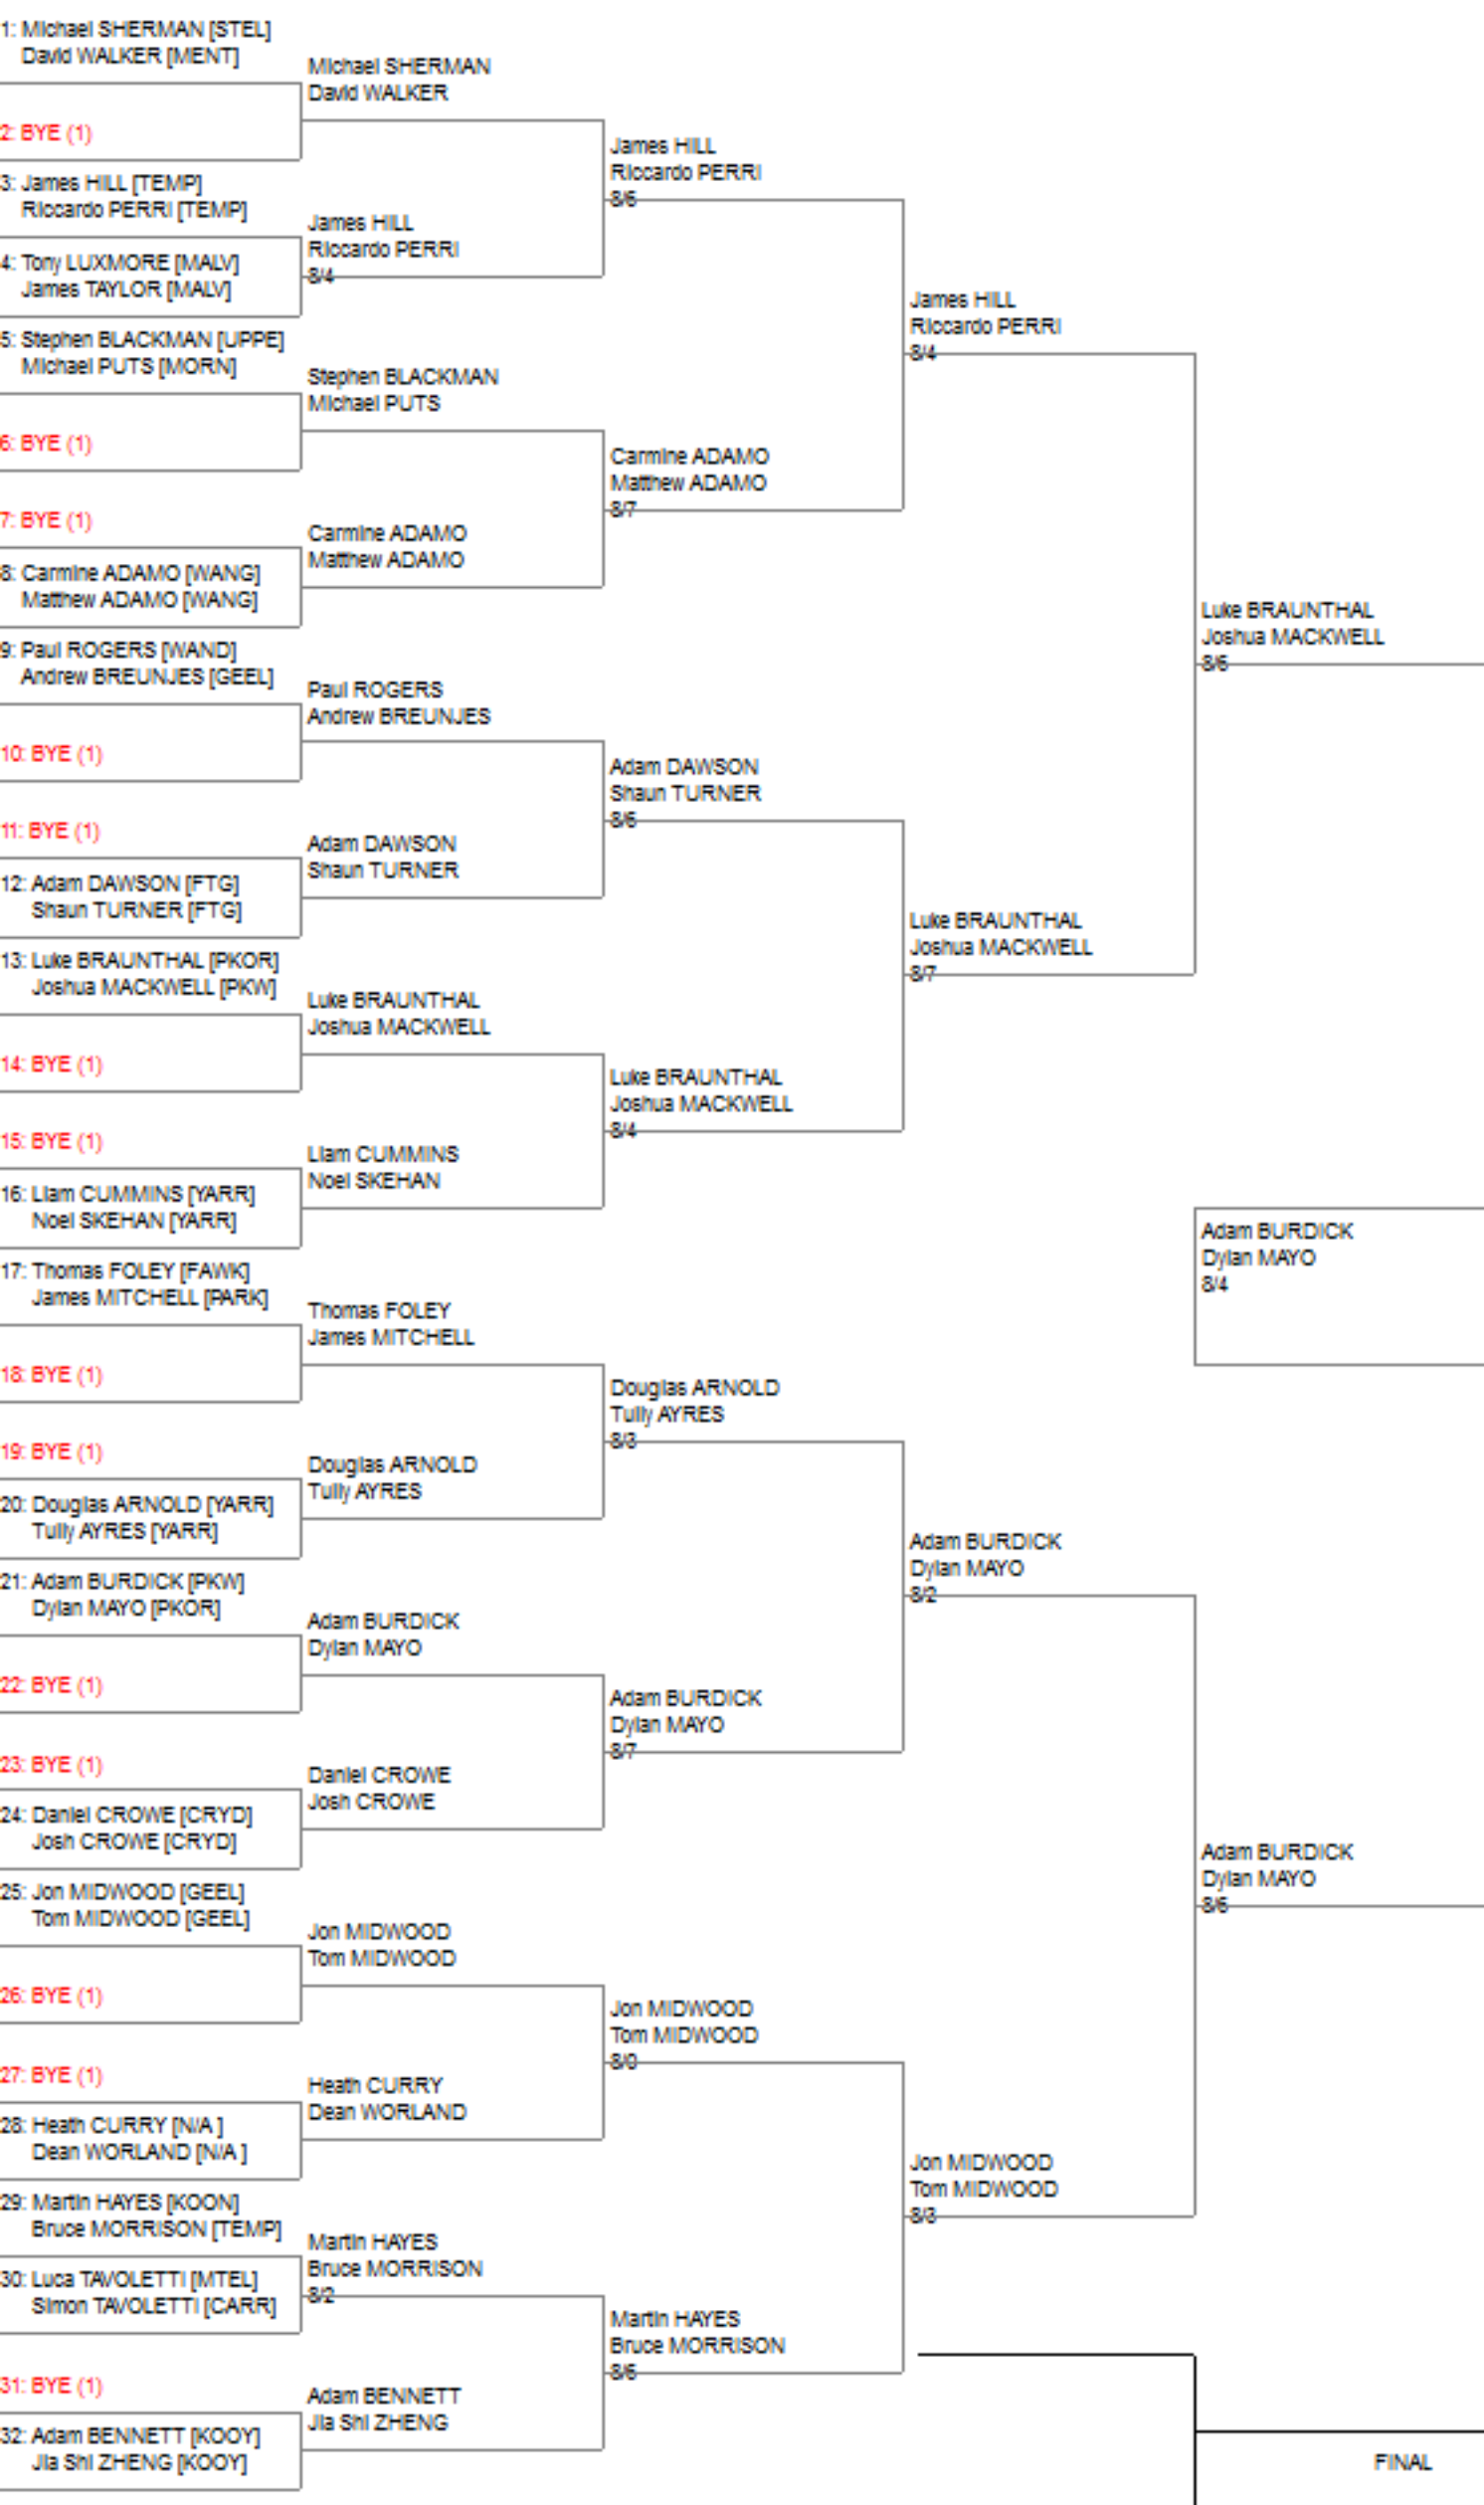 1: Michael SHERMAN [STEL]
David WALKER [MENT]
2: BYE (1)
3: James HILL [TEMP]
Riccardo PERRI [TEMP]
4: Tony LUXMORE [MALV]
James TAYLOR [MALV]
5: Stephen BLACKMAN [UPPE]
Michael PUTS [MORN]
6: BYE (1)
7: BYE (1)
8: Carmine ADAMO [WANG]
Matthew ADAMO [WANG]
9: Paul ROGERS [WAND]
Andrew BREUNJES [GEEL]
10: BYE (1)
11: BYE (1)
12: Adam DAWSON [FTG]
Shaun TURNER [FTG]
13: Luke BRAUNTHAL [PKOR]
Joshua MACKWELL [PKW]
14: BYE (1)
15: BYE (1)
16: Liam CUMMINS [YARR]
Noel SKEHAN [YARR]
17: Thomas FOLEY [FAWK]
James MITCHELL [PARK]
18: BYE (1)
19: BYE (1)
20: Douglas ARNOLD [YARR]
Tully AYRES [YARR]
21: Adam BURDICK [PKW]
Dylan MAYO [PKOR]
22: BYE (1)
23: BYE (1)
24: Daniel CROWE [CRYD]
Josh CROWE [CRYD]
25: Jon MIDWOOD [GEEL]
Tom MIDWOOD [GEEL]
26: BYE (1)
27: BYE (1)
28: Heath CURRY [N/A ]
Dean WORLAND [N/A ]
29: Martin HAYES [KOON]
Bruce MORRISON [TEMP]
30: Luca TAVOLETTI [MTEL]
Simon TAVOLETTI [CARR]
31: BYE (1)
32: Adam BENNETT [KOOY]
Jia Shi ZHENG [KOOY]
Michael SHERMAN
David WALKER
James HILL
Riccardo PERRI
8/4
Stephen BLACKMAN
Michael PUTS
Carmine ADAMO
Matthew ADAMO
Paul ROGERS
Andrew BREUNJES
Adam DAWSON
Shaun TURNER
Luke BRAUNTHAL
Joshua MACKWELL
Liam CUMMINS
Noel SKEHAN
Thomas FOLEY
James MITCHELL
Douglas ARNOLD
Tully AYRES
Adam BURDICK
Dylan MAYO
Daniel CROWE
Josh CROWE
Jon MIDWOOD
Tom MIDWOOD
Heath CURRY
Dean WORLAND
Martin HAYES
Bruce MORRISON
8/2
Adam BENNETT
Jia Shi ZHENG
James HILL
Riccardo PERRI
8/6
Carmine ADAMO
Matthew ADAMO
8/7
Adam DAWSON
Shaun TURNER
8/6
Luke BRAUNTHAL
Joshua MACKWELL
8/4
Douglas ARNOLD
Tully AYRES
8/3
Adam BURDICK
Dylan MAYO
8/7
Jon MIDWOOD
Tom MIDWOOD
8/0
Martin HAYES
Bruce MORRISON
8/6
James HILL
Riccardo PERRI
8/4
Luke BRAUNTHAL
Joshua MACKWELL
8/7
Adam BURDICK
Dylan MAYO
8/2
Jon MIDWOOD
Tom MIDWOOD
8/3
Luke BRAUNTHAL
Joshua MACKWELL
8/6
Adam BURDICK
Dylan MAYO
8/4
Adam BURDICK
Dylan MAYO
8/6
FINAL